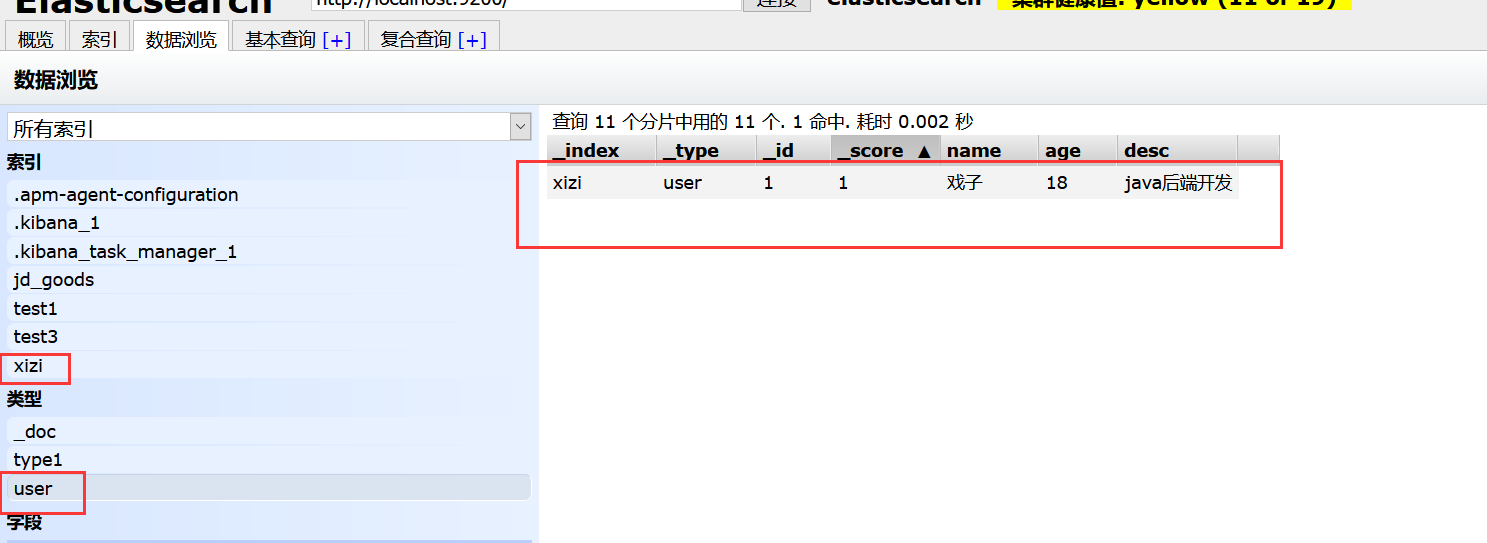 Elasticsearch http://localhost:9200/ 连接 elasticsearch 集群健康值: yellow (11 of 19)
概览 索引 数据浏览 基本查询 [+] 复合查询 [+]
数据浏览
所有索引
索引
.apm-agent-configuration
.kibana_1
.kibana_task_manager_1
jd_goods
test1
test3
xizi
类型
_doc
type1
user
字段
查询 11 个分片中用的 11 个. 1 命中. 耗时 0.002 秒
_index _type _id _score ▲ name age desc
xizi user 1 1 戏子 18 java后端开发